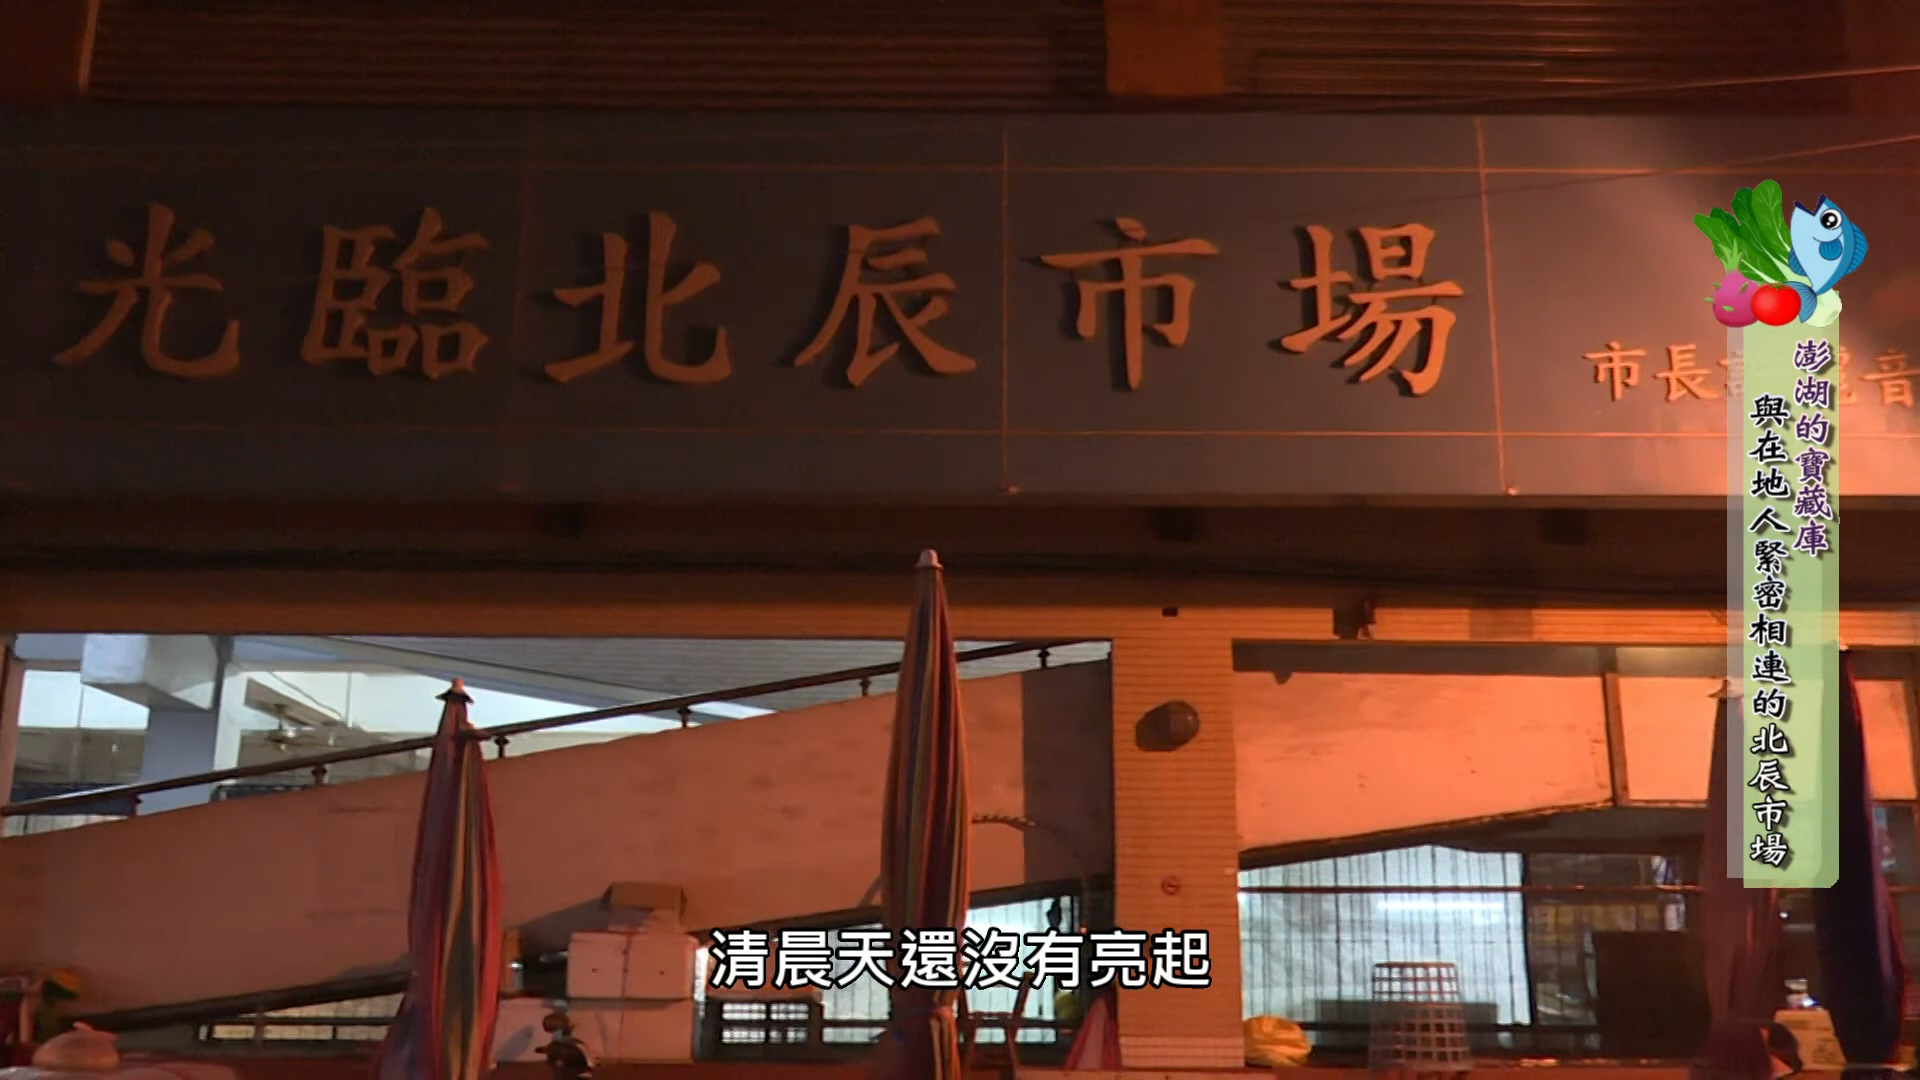 光臨北辰市場
市長
音
澎湖的寶藏庫
與在地人緊密相連的北辰市場
清晨天還沒有亮起